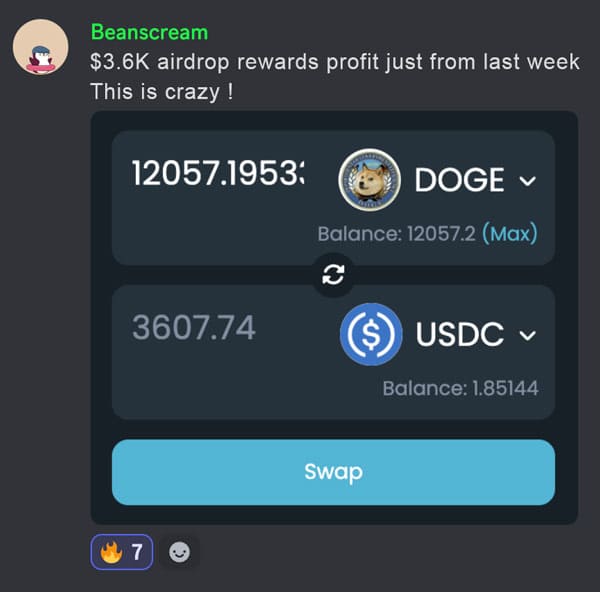 Beanscream
$3.6K airdrop rewards profit just from last week
This is crazy !
12057.1953
DOGE
Balance: 12057.2 (Max)
3607.74
USDC
Balance: 1.85144
Swap
7